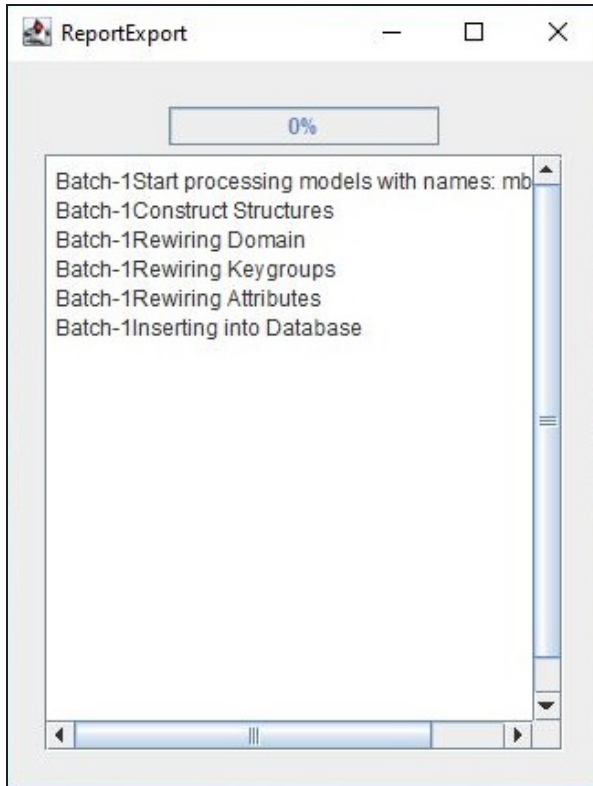 ReportExport
0%
Batch-1Start processing models with names: mb
Batch-1Construct Structures
Batch-1Rewiring Domain
Batch-1Rewiring Keygroups
Batch-1Rewiring Attributes
Batch-1Inserting into Database